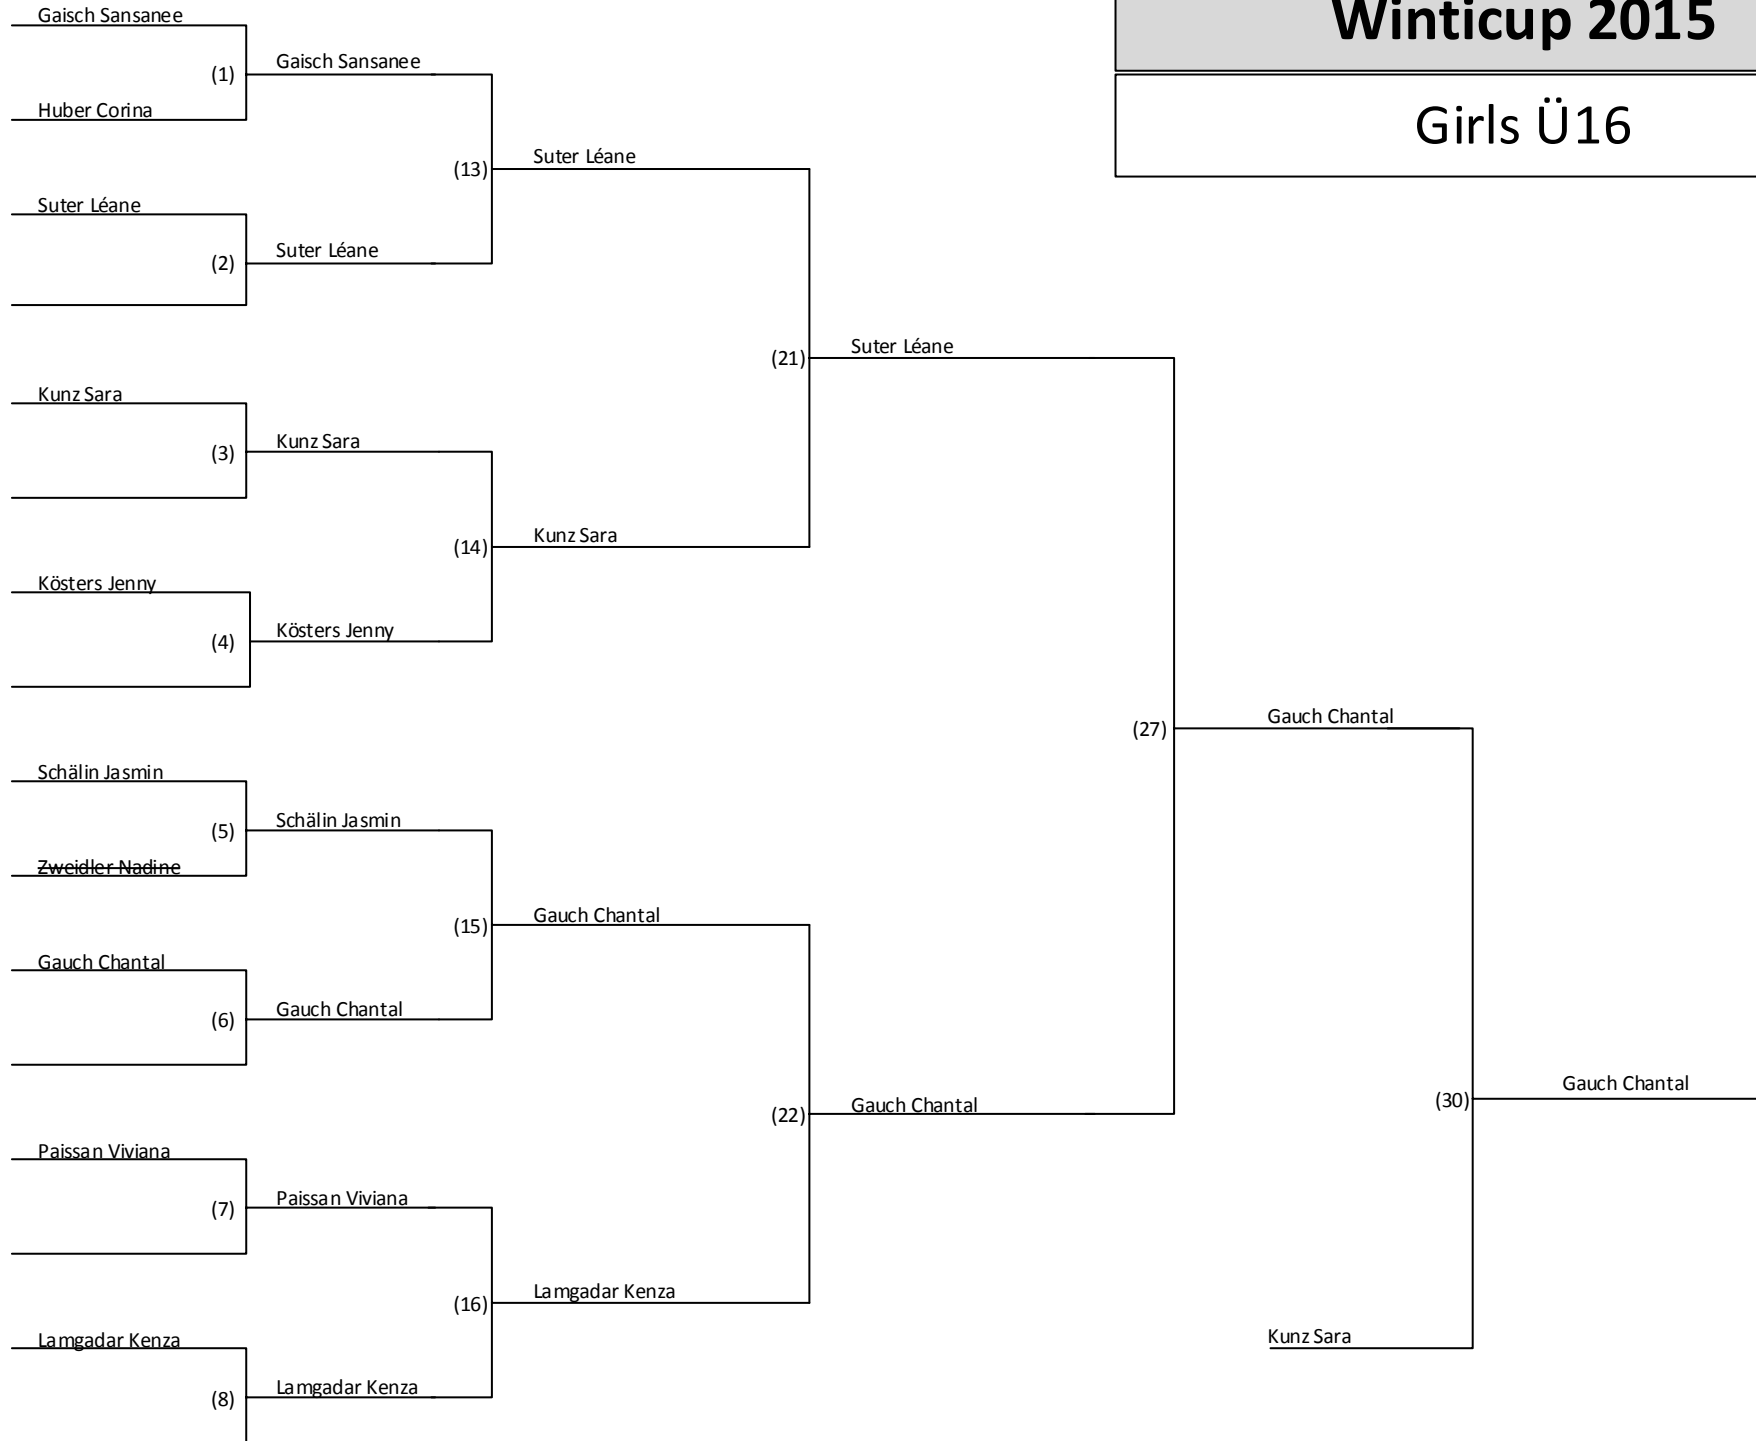 Winticup 2015
Girls Ü16
Gaisch Sansanee
(1)
Gaisch Sansanee
Huber Corina
(13)
Suter Léane
Suter Léane
(2)
Suter Léane
(21)
Suter Léane
Kunz Sara
(3)
Kunz Sara
(14)
Kunz Sara
Kösters Jenny
(4)
Kösters Jenny
(27)
Gauch Chantal
Schälin Jasmin
(5)
Schälin Jasmin
Zweidler Nadine
(15)
Gauch Chantal
Gauch Chantal
(6)
Gauch Chantal
(22)
Gauch Chantal
(30)
Gauch Chantal
Paissan Viviana
(7)
Paissan Viviana
(16)
Lamgadar Kenza
Kunz Sara
Lamgadar Kenza
(8)
Lamgadar Kenza